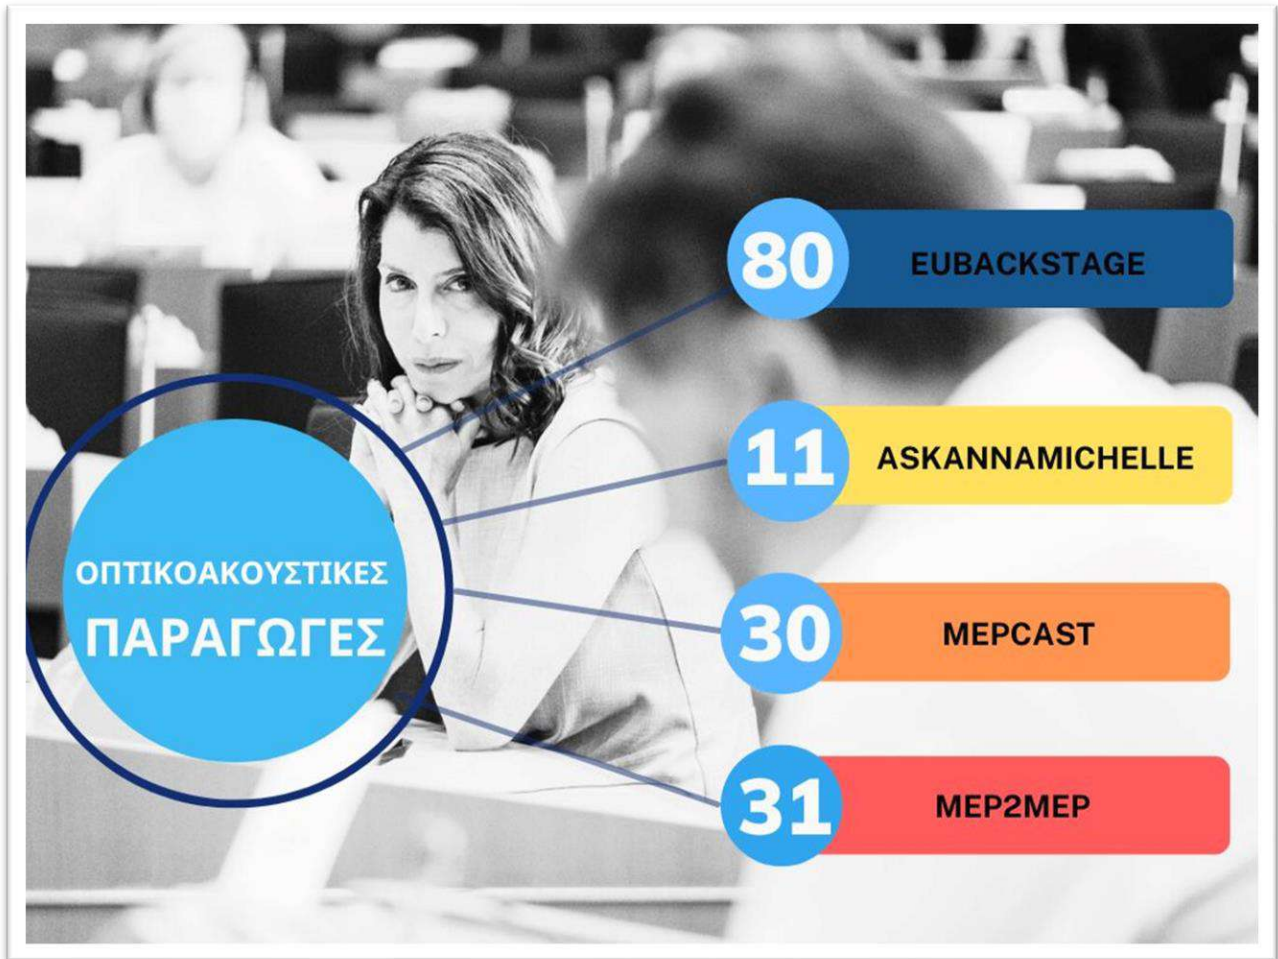 ΟΠΤΙΚΟΑΚΟΥΣΤΙΚΕΣ
ΠΑΡΑΓΩΓΕΣ
80 EUBACKSTAGE
11 ASKANNAMICHELLE
30 MEPCAST
31 MEP2MEP